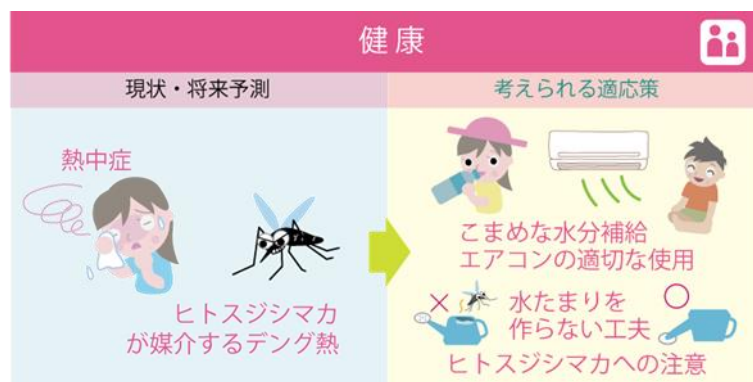 健康
現状・将来予測
考えられる適応策
熱中症
ヒトスジシマカ
が媒介するデング熱
こまめな水分補給
エアコンの適切な使用
× 水たまりを ○
作らない工夫
ヒトスジシマカへの注意